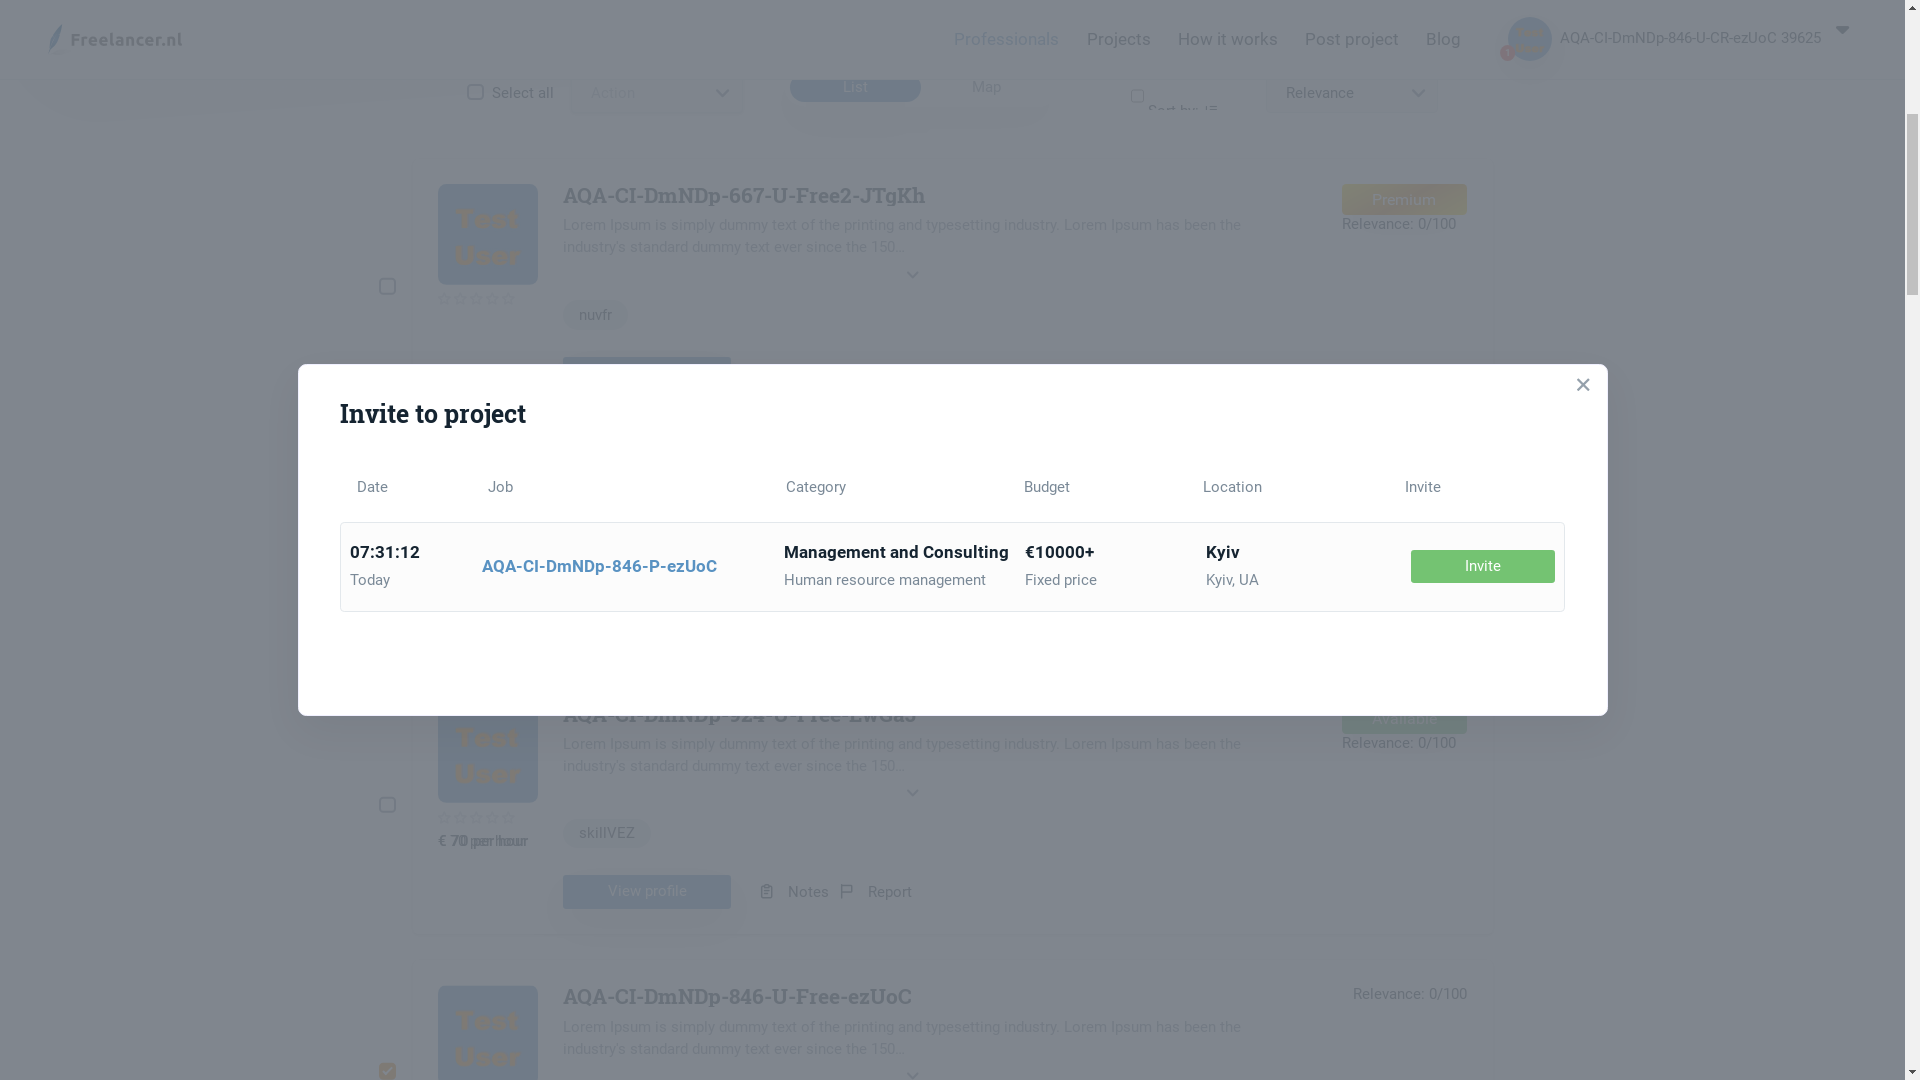 Freelancer.nl
Professionals
Projects
How it works
Post project
Blog
AQA-CI-DmNDp-846-U-CR-ezUoC 39625
Select all
Action
List
Map
Sort by
Relevance
Test
User
AQA-CI-DmNDp-667-U-Free2-JTgKh
Lorem Ipsum is simply dummy text of the printing and typesetting industry. Lorem Ipsum has been the
industry's standard dummy text ever since the 150...
Premium
Relevance: 0/100
nuvfr
Invite to project
Date Job Category Budget Location Invite
07:31:12
Today
AQA-CI-DmNDp-846-P-ezUoC
Management and Consulting
Human resource management
€10000+
Fixed price
Kyiv
Kyiv, UA
Invite
AQA-CI-DmNDp-924-U-Free-EwGaS
Available
Test
User
Lorem Ipsum is simply dummy text of the printing and typesetting industry. Lorem Ipsum has been the
industry's standard dummy text ever since the 150...
Relevance: 0/100
skillVEZ
€ 70 per hour
View profile
Notes
Report
AQA-CI-DmNDp-846-U-Free-ezUoC
Relevance: 0/100
Test
User
Lorem Ipsum is simply dummy text of the printing and typesetting industry. Lorem Ipsum has been the
industry's standard dummy text ever since the 150...